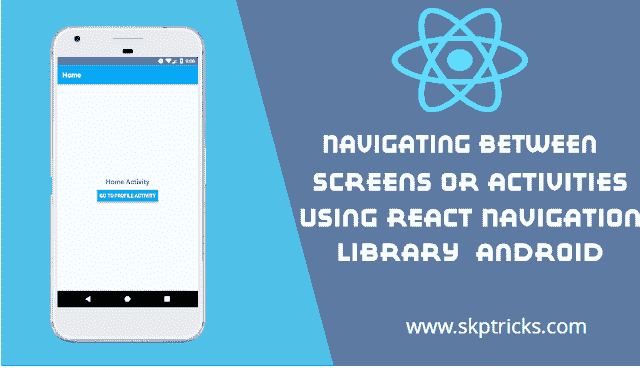 Home
Home Activity
GO TO PROFILE ACTIVITY
NAVIGATING BETWEEN
SCREENS OR ACTIVITIES
USING REACT NAVIGATION
LIBRARY ANDROID
www.skptricks.com